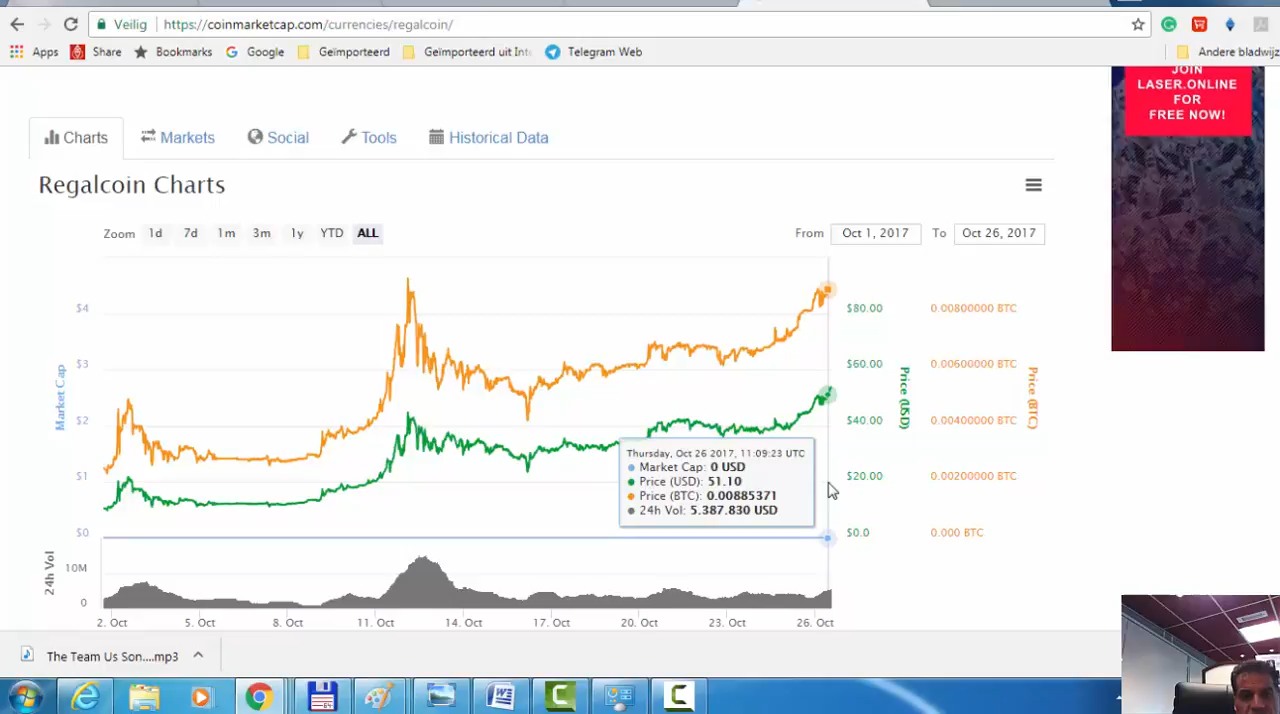 Veilig https://coinmarketcap.com/currencies/regalcoin/
Apps Share Bookmarks Google Geïmporteerd Geïmporteerd uit Int Telegram Web Andere bladwijz
JOIN
LASER.ONLINE
FOR
FREE NOW!
Charts Markets Social Tools Historical Data
Regalcoin Charts
Zoom 1d 7d 1m 3m 1y YTD ALL From Oct 1, 2017 To Oct 26, 2017
$4 $80.00 0.00800000 BTC
$3 $60.00 0.00600000 BTC
Market Cap Price (USD) Price (BTC)
$2 $40.00 0.00400000 BTC
$1 $20.00 0.00200000 BTC
$0 $0.0 0.000 BTC
Thursday, Oct 26 2017, 11:09:23 UTC
Market Cap: 0 USD
Price (USD): 51.10
Price (BTC): 0.00885371
24h Vol: 5.387.830 USD
24h Vol
10M
0
2. Oct 5. Oct 8. Oct 11. Oct 14. Oct 17. Oct 20. Oct 23. Oct 26. Oct
The Team Us Son....mp3
64